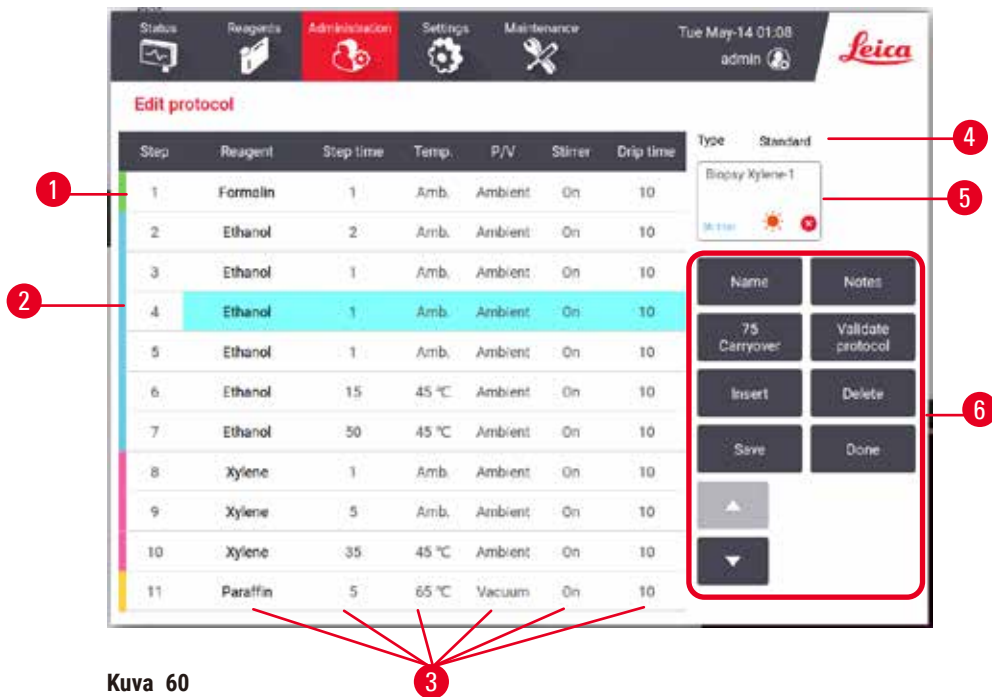 Status Reagents Administration Settings Maintenance
Tue May-14 01:08
admin
Leica
Edit protocol
Step Reagent Step time Temp. P/V Stirrer Drip time
1 Formalin 1 Amb. Ambient On 10
2 Ethanol 2 Amb. Ambient On 10
3 Ethanol 1 Amb. Ambient On 10
4 Ethanol 1 Amb. Ambient On 10
5 Ethanol 1 Amb. Ambient On 10
6 Ethanol 15 45 °C Ambient On 10
7 Ethanol 50 45 °C Ambient On 10
8 Xylene 1 Amb. Ambient On 10
9 Xylene 5 Amb. Ambient On 10
10 Xylene 35 45 °C Ambient On 10
11 Paraffin 5 65 °C Vacuum On 10
Type Standard
Biopsy Xylene-1
Name
Notes
75
Carryover
Validate
protocol
Insert
Delete
Save
Done
1
2
3
4
5
6
Kuva 60